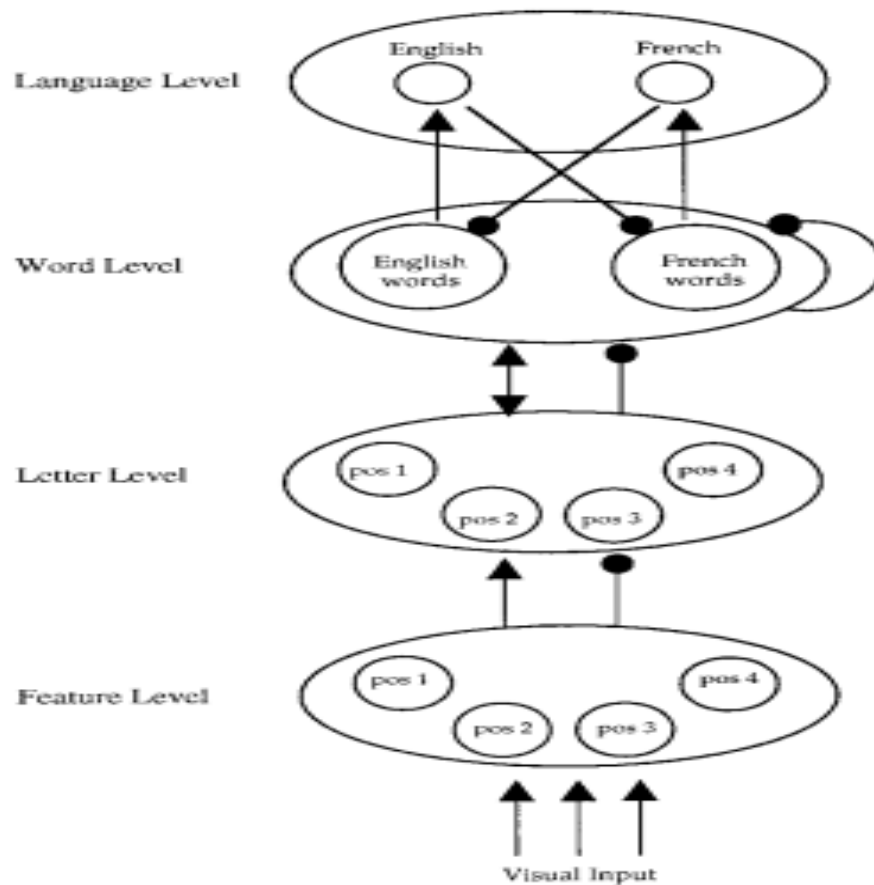 English French
Language Level
Word Level
English words
French words
Letter Level
pos 1
pos 4
pos 2
pos 3
Feature Level
pos 1
pos 4
pos 2
pos 3
Visual Input